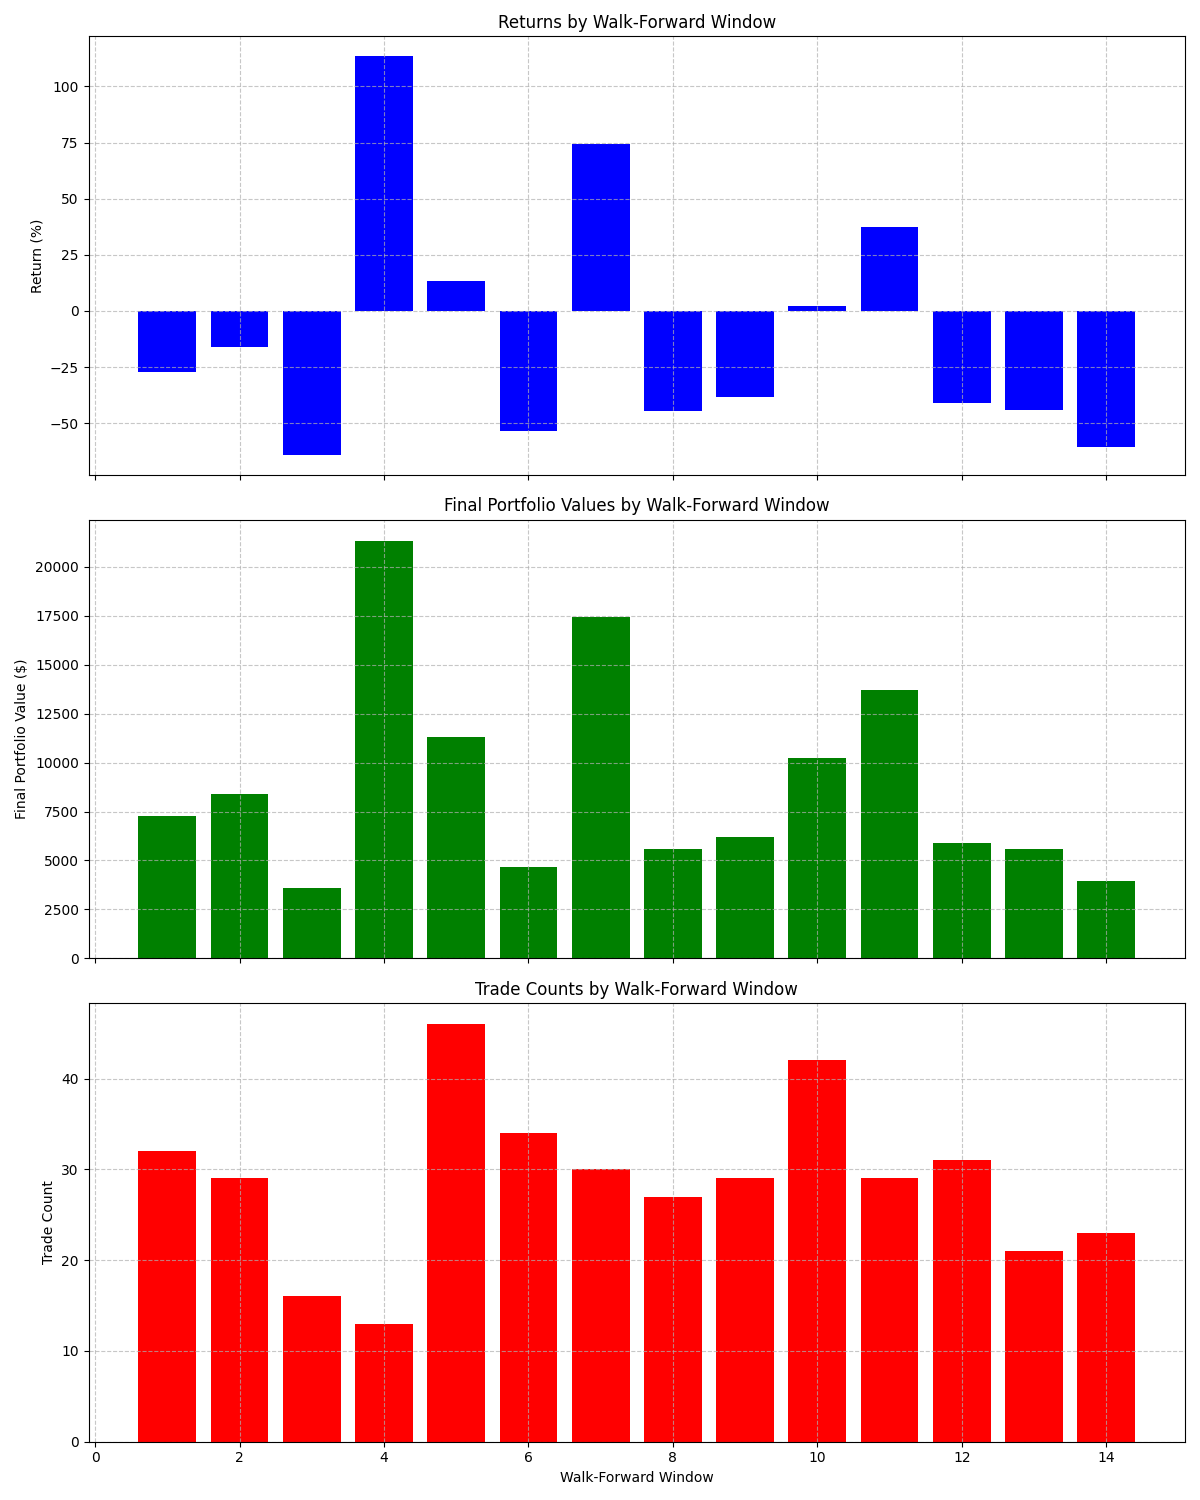 Returns by Walk-Forward Window
100
75
50
25
0
−25
−50
Return (%)
Final Portfolio Values by Walk-Forward Window
20000
17500
15000
12500
10000
7500
5000
2500
0
Final Portfolio Value ($)
Trade Counts by Walk-Forward Window
40
30
20
10
0
Trade Count
0 2 4 6 8 10 12 14
Walk-Forward Window